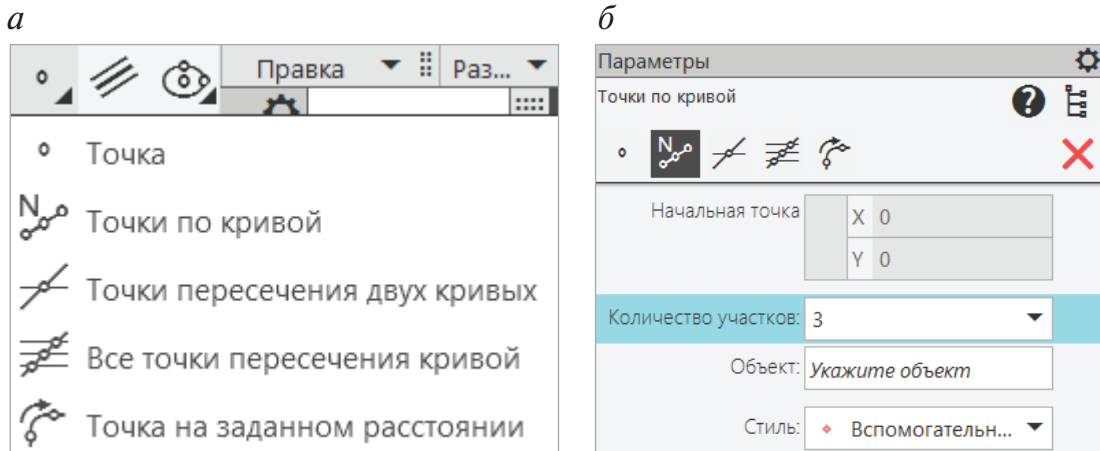 а
Правка Раз...
Точка
Точки по кривой
Точки пересечения двух кривых
Все точки пересечения кривой
Точка на заданном расстоянии
б
Параметры
Точки по кривой
Начальная точка X 0
Y 0
Количество участков: 3
Объект: Укажите объект
Стиль: Вспомогательн...